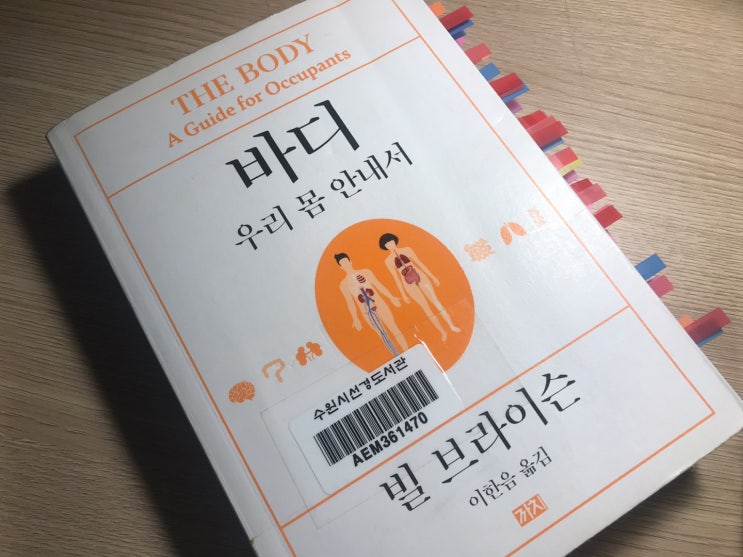 THE BODY
A Guide for Occupants
바디
우리 몸 안내서
수원시선경도서관
AEM361470
빌 브라이슨
이한음 옮김
까치